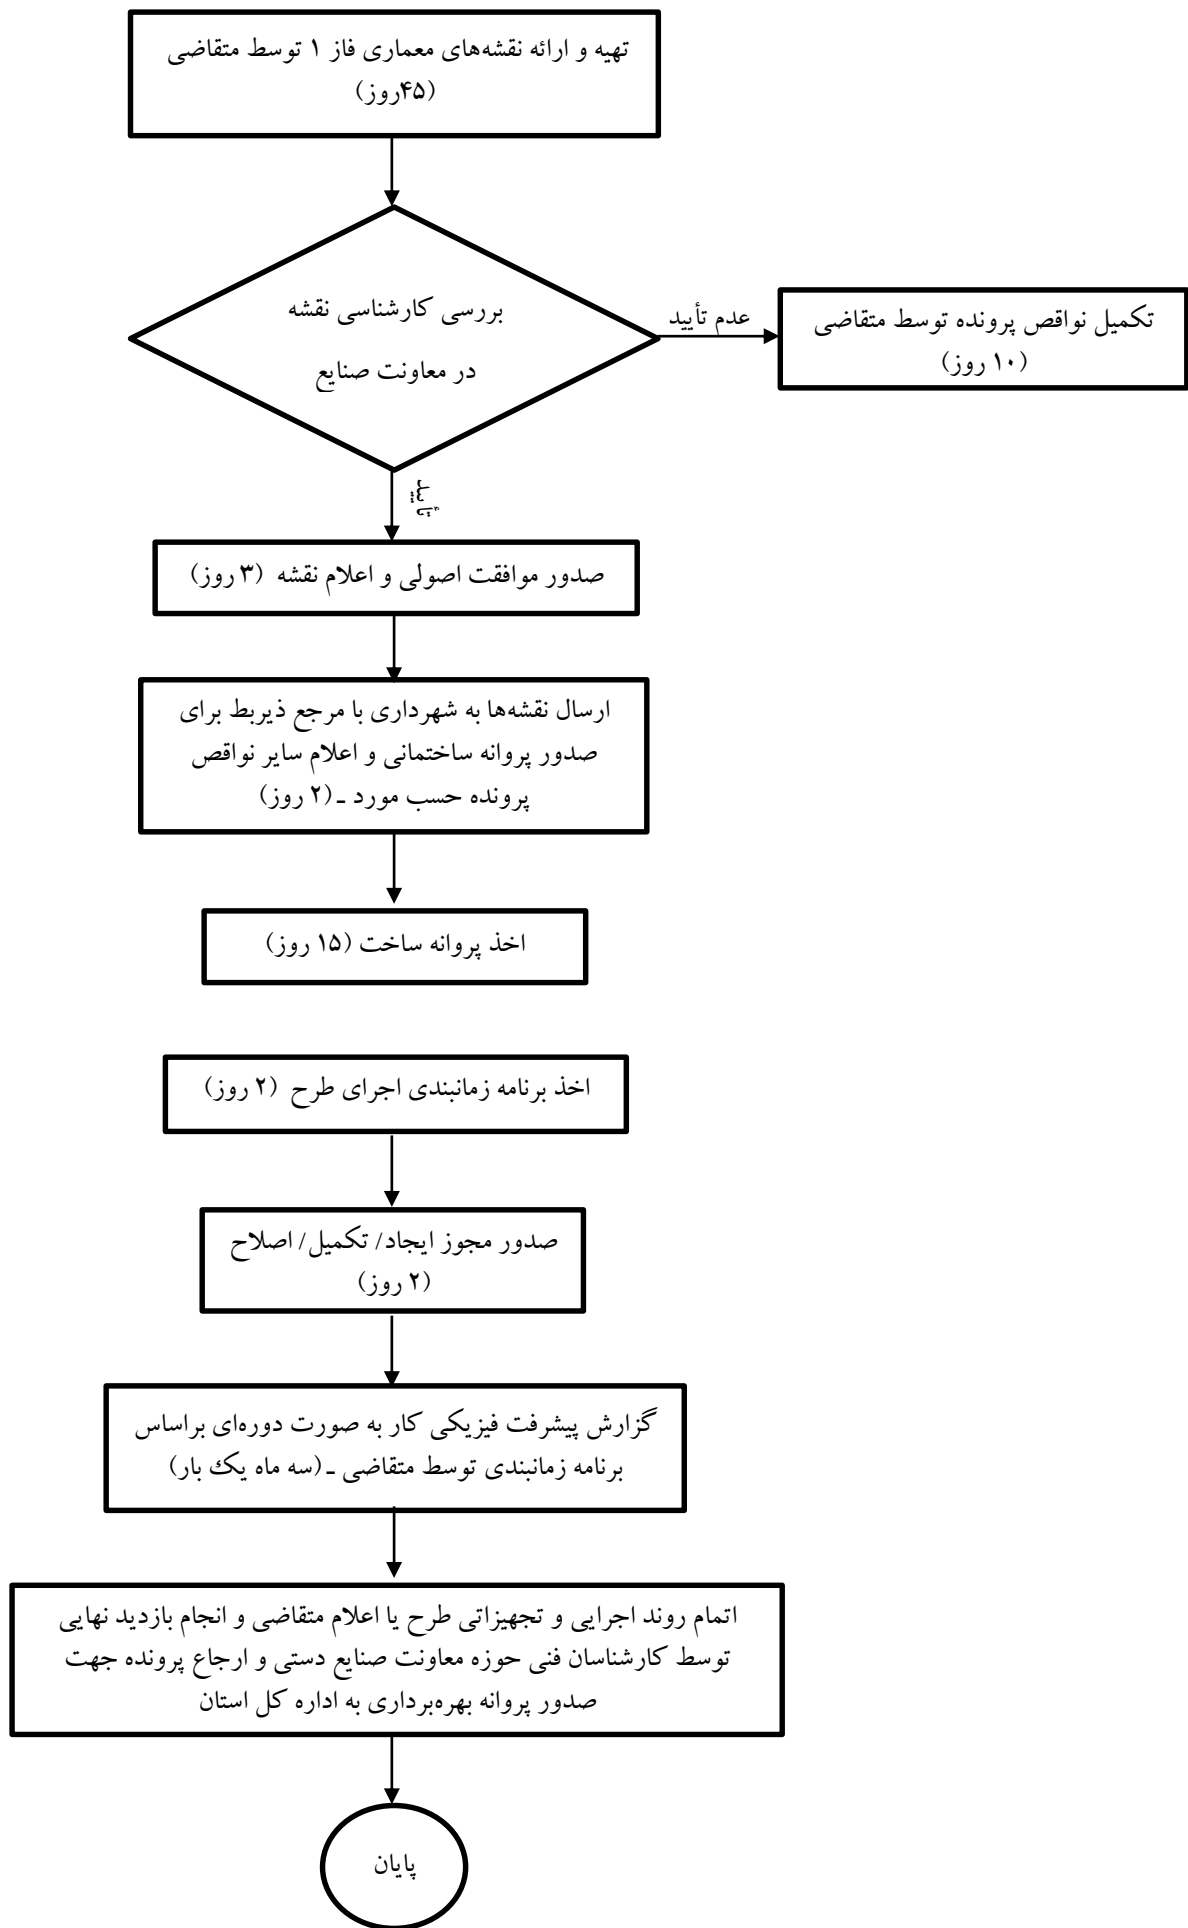 تهیه و ارائه نقشه‌های معماری فاز ۱ توسط متقاضی
(۴۵روز)
بررسی کارشناسی نقشه
در معاونت صنایع
عدم تأیید
تکمیل نواقص پرونده توسط متقاضی
(۱۰ روز)
تأیید
صدور موافقت اصولی و اعلام نقشه (۳ روز)
ارسال نقشه‌ها به شهرداری با مرجع ذیربط برای
صدور پروانه ساختمانی و اعلام سایر نواقص
پرونده حسب مورد ـ (۲ روز)
اخذ پروانه ساخت (۱۵ روز)
اخذ برنامه زمانبندی اجرای طرح (۲ روز)
صدور مجوز ایجاد/ تکمیل/ اصلاح
(۲ روز)
گزارش پیشرفت فیزیکی کار به صورت دوره‌ای براساس
برنامه زمانبندی توسط متقاضی ـ (سه ماه یک بار)
اتمام روند اجرایی و تجهیزاتی طرح یا اعلام متقاضی و انجام بازدید نهایی
توسط کارشناسان فنی حوزه معاونت صنایع دستی و ارجاع پرونده جهت
صدور پروانه بهره‌برداری به اداره کل استان
پایان